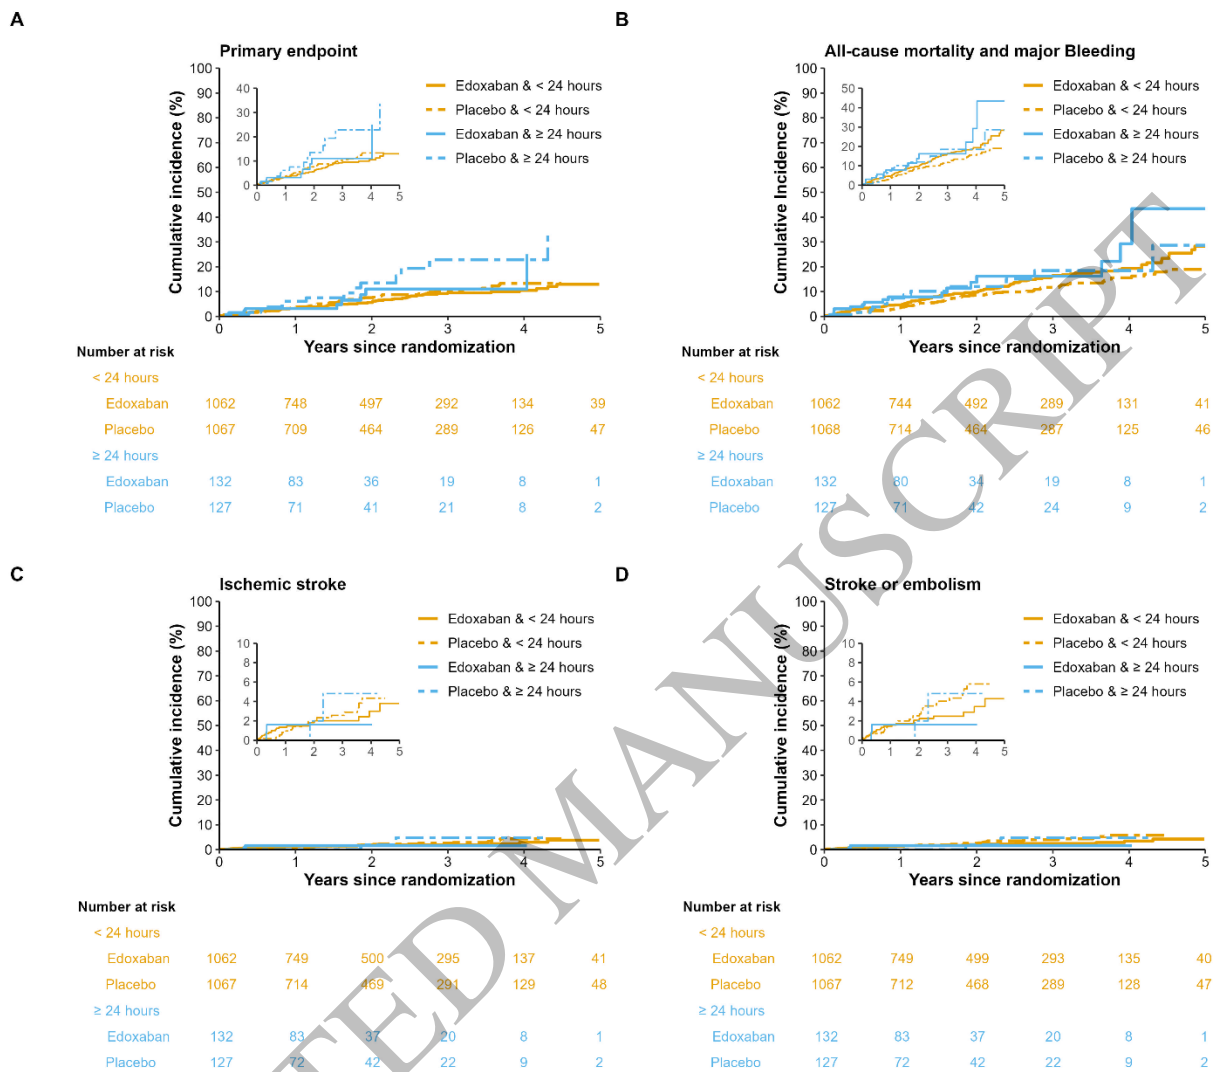 A
Primary endpoint
Cumulative incidence (%)
100
90
80
70
60
50
40
30
20
10
0
0 1 2 3 4 5
40
30
20
10
0
0 1 2 3 4 5
Edoxaban & < 24 hours
Placebo & < 24 hours
Edoxaban & ≥ 24 hours
Placebo & ≥ 24 hours
Years since randomization
Number at risk
< 24 hours
Edoxaban 1062 748 497 292 134 39
Placebo 1067 709 464 289 126 47
≥ 24 hours
Edoxaban 132 83 36 19 8 1
Placebo 127 71 41 21 8 2
B
All-cause mortality and major Bleeding
Cumulative Incidence (%)
100
90
80
70
60
50
40
30
20
10
0
0 1 2 3 4 5
50
40
30
20
10
0
0 1 2 3 4 5
Edoxaban & < 24 hours
Placebo & < 24 hours
Edoxaban & ≥ 24 hours
Placebo & ≥ 24 hours
Years since randomization
Number at risk
< 24 hours
Edoxaban 1062 744 492 289 131 41
Placebo 1068 714 464 287 125 46
≥ 24 hours
Edoxaban 132 80 34 19 8 1
Placebo 127 71 42 24 9 2
C
Ischemic stroke
Cumulative incidence (%)
100
90
80
70
60
50
40
30
20
10
0
0 1 2 3 4 5
10
8
6
4
2
0
0 1 2 3 4 5
Edoxaban & < 24 hours
Placebo & < 24 hours
Edoxaban & ≥ 24 hours
Placebo & ≥ 24 hours
Years since randomization
Number at risk
< 24 hours
Edoxaban 1062 749 500 295 137 41
Placebo 1067 714 469 291 129 48
≥ 24 hours
Edoxaban 132 83 37 20 8 1
Placebo 127 72 42 22 9 2
D
Stroke or embolism
Cumulative incidence (%)
100
90
80
70
60
50
40
30
20
10
0
0 1 2 3 4 5
10
8
6
4
2
0
0 1 2 3 4 5
Edoxaban & < 24 hours
Placebo & < 24 hours
Edoxaban & ≥ 24 hours
Placebo & ≥ 24 hours
Years since randomization
Number at risk
< 24 hours
Edoxaban 1062 749 499 293 135 40
Placebo 1067 712 468 289 128 47
≥ 24 hours
Edoxaban 132 83 37 20 8 1
Placebo 127 72 42 22 9 2
TED MANUSCRIPT